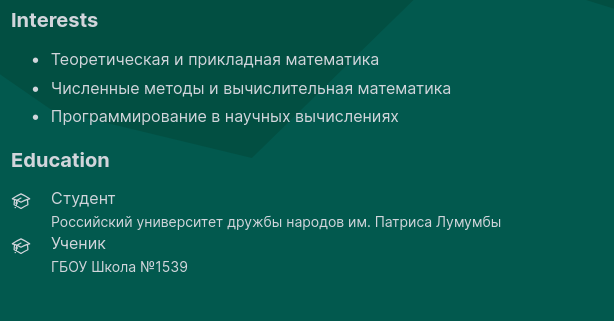 Interests
• Теоретическая и прикладная математика
• Численные методы и вычислительная математика
• Программирование в научных вычислениях
Education
Студент
Российский университет дружбы народов им. Патриса Лумумбы
Ученик
ГБОУ Школа №1539